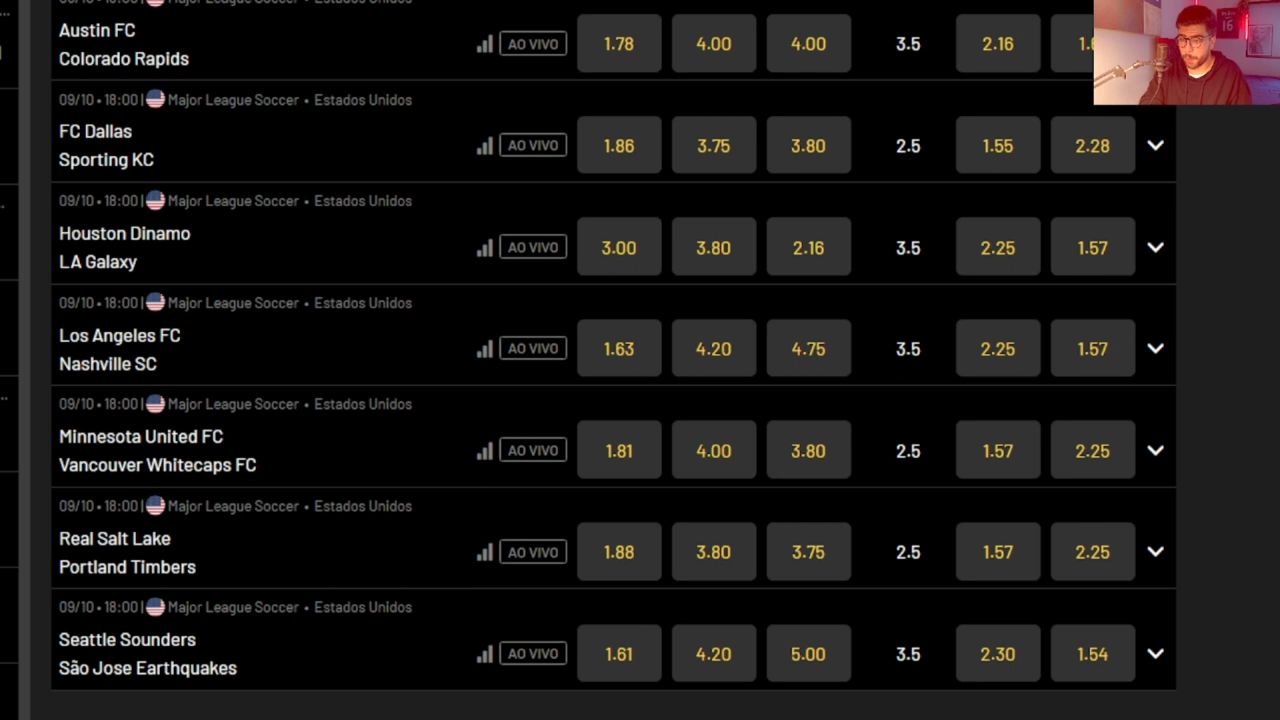 Austin FC
Colorado Rapids
AO VIVO 1.78 4.00 4.00 3.5 2.16
09/10 • 18:00 | Major League Soccer • Estados Unidos
FC Dallas
Sporting KC
AO VIVO 1.86 3.75 3.80 2.5 1.55 2.28
09/10 • 18:00 | Major League Soccer • Estados Unidos
Houston Dinamo
LA Galaxy
AO VIVO 3.00 3.80 2.16 3.5 2.25 1.57
09/10 • 18:00 | Major League Soccer • Estados Unidos
Los Angeles FC
Nashville SC
AO VIVO 1.63 4.20 4.75 3.5 2.25 1.57
09/10 • 18:00 | Major League Soccer • Estados Unidos
Minnesota United FC
Vancouver Whitecaps FC
AO VIVO 1.81 4.00 3.80 2.5 1.57 2.25
09/10 • 18:00 | Major League Soccer • Estados Unidos
Real Salt Lake
Portland Timbers
AO VIVO 1.88 3.80 3.75 2.5 1.57 2.25
09/10 • 18:00 | Major League Soccer • Estados Unidos
Seattle Sounders
São Jose Earthquakes
AO VIVO 1.61 4.20 5.00 3.5 2.30 1.54